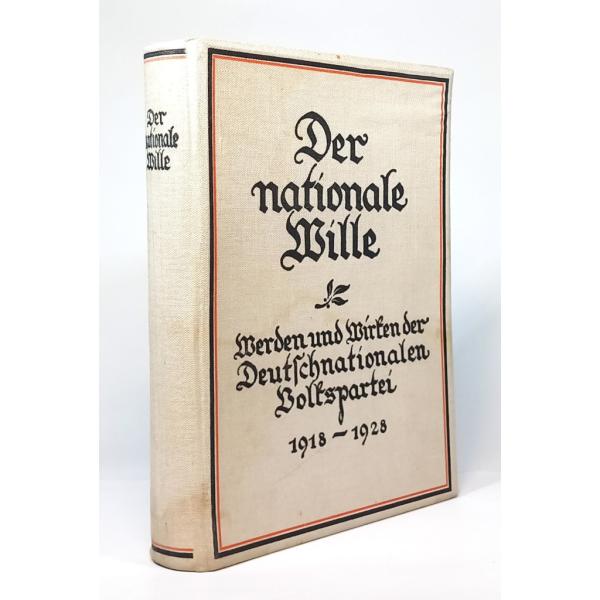 Der
nationale
Wille
Der
nationale
Wille
Werden und Wirken der
Deutſchnationalen
Volkspartei
1918 – 1928